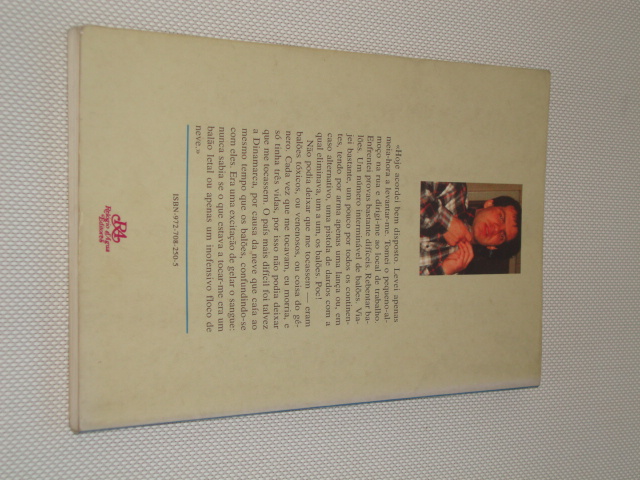 «Hoje acordei bem disposto. Levei apenas
meia-hora a levantar-me. Tomei o pequeno-al-
moço na rua e dirigi-me ao local de trabalho.
Enfrentei provas bastante difíceis. Rebentar ba-
lões. Um número interminável de balões. Via-
jei bastante, um pouco por todos os continen-
tes, tendo por arma apenas uma lança ou, em
caso alternativo, uma pistola de dardos com a
qual eliminava, um a um, os balões. Poc!
Não podia deixar que me tocassem — eram
balões tóxicos, ou venenosos, ou coisa do gé-
nero. Cada vez que me tocavam, eu morria, e
só tinha três vidas, por isso não podia deixar
que me tocassem. O país mais difícil foi talvez
a Dinamarca, por causa da neve que caía ao
mesmo tempo que os balões, confundindo-se
com eles. Era uma excitação de gelar o sangue:
nunca sabia se o que estava a tocar-me era um
balão letal ou apenas um inofensivo floco de
neve.»
ISBN-972-708-250-5
RA
Relógio d'Água
Editores